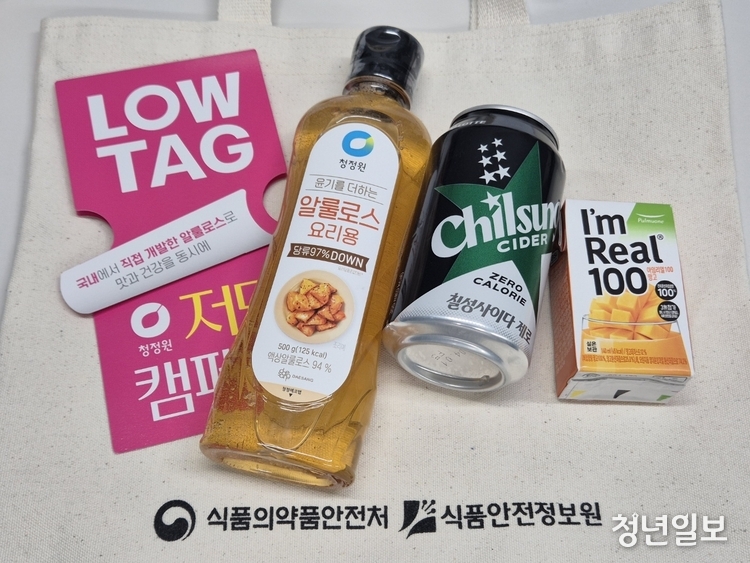 LOW
TAG
국내에서 직접 개발한 알룰로스로
맛과 건강을 동시에
청정원
캠페
청정원
윤기를 더하는
알룰로스
요리용
당류97%DOWN
500 g(125 kcal)
액상알룰로스 94 %
DAESANG
Chilsung
CIDER
ZERO
CALORIE
칠성사이다 제로
Pulmuone
I'm
Real®
100
식품의약품안전처
식품안전정보원
청년일보